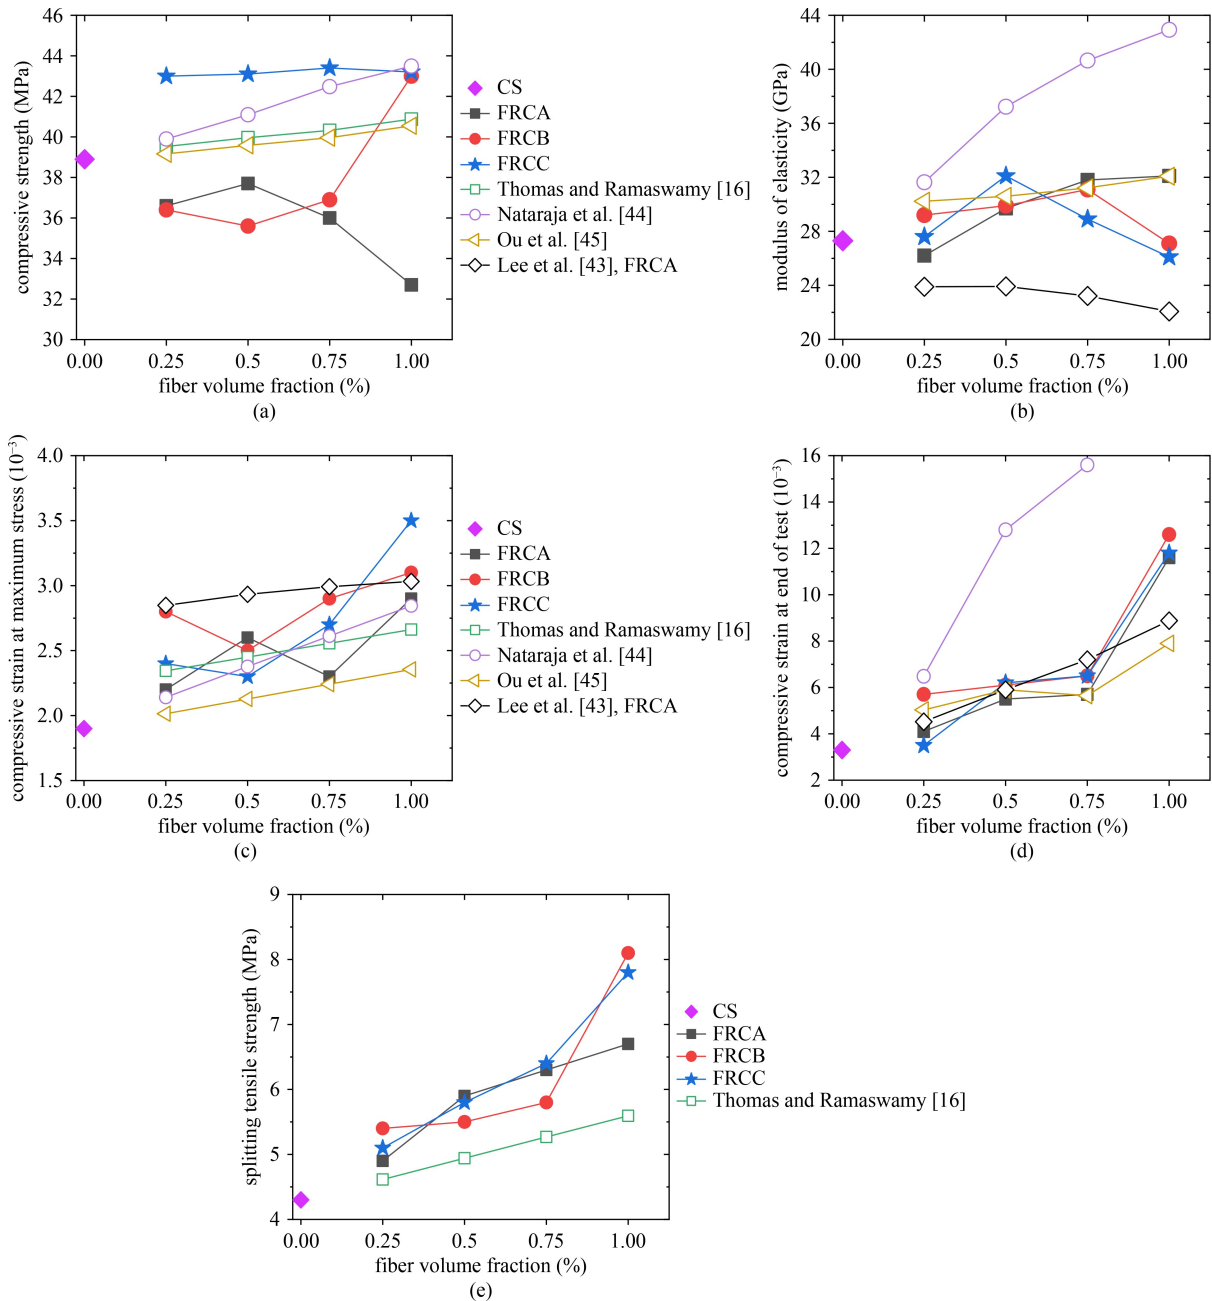 46
44
42
40
38
36
34
32
30
compressive strength (MPa)
0.00 0.25 0.5 0.75 1.00
fiber volume fraction (%)
(a)
CS
FRCA
FRCB
FRCC
Thomas and Ramaswamy [16]
Nataraja et al. [44]
Ou et al. [45]
Lee et al. [43], FRCA
44
40
36
32
28
24
20
modulus of elasticity (GPa)
0.00 0.25 0.5 0.75 1.00
fiber volume fraction (%)
(b)
4.0
3.5
3.0
2.5
2.0
1.5
compressive strain at maximum stress (10⁻³)
0.00 0.25 0.5 0.75 1.00
fiber volume fraction (%)
(c)
CS
FRCA
FRCB
FRCC
Thomas and Ramaswamy [16]
Nataraja et al. [44]
Ou et al. [45]
Lee et al. [43], FRCA
16
14
12
10
8
6
4
2
compressive strain at end of test (10⁻³)
0.00 0.25 0.5 0.75 1.00
fiber volume fraction (%)
(d)
9
8
7
6
5
4
splitting tensile strength (MPa)
0.00 0.25 0.5 0.75 1.00
fiber volume fraction (%)
(e)
CS
FRCA
FRCB
FRCC
Thomas and Ramaswamy [16]